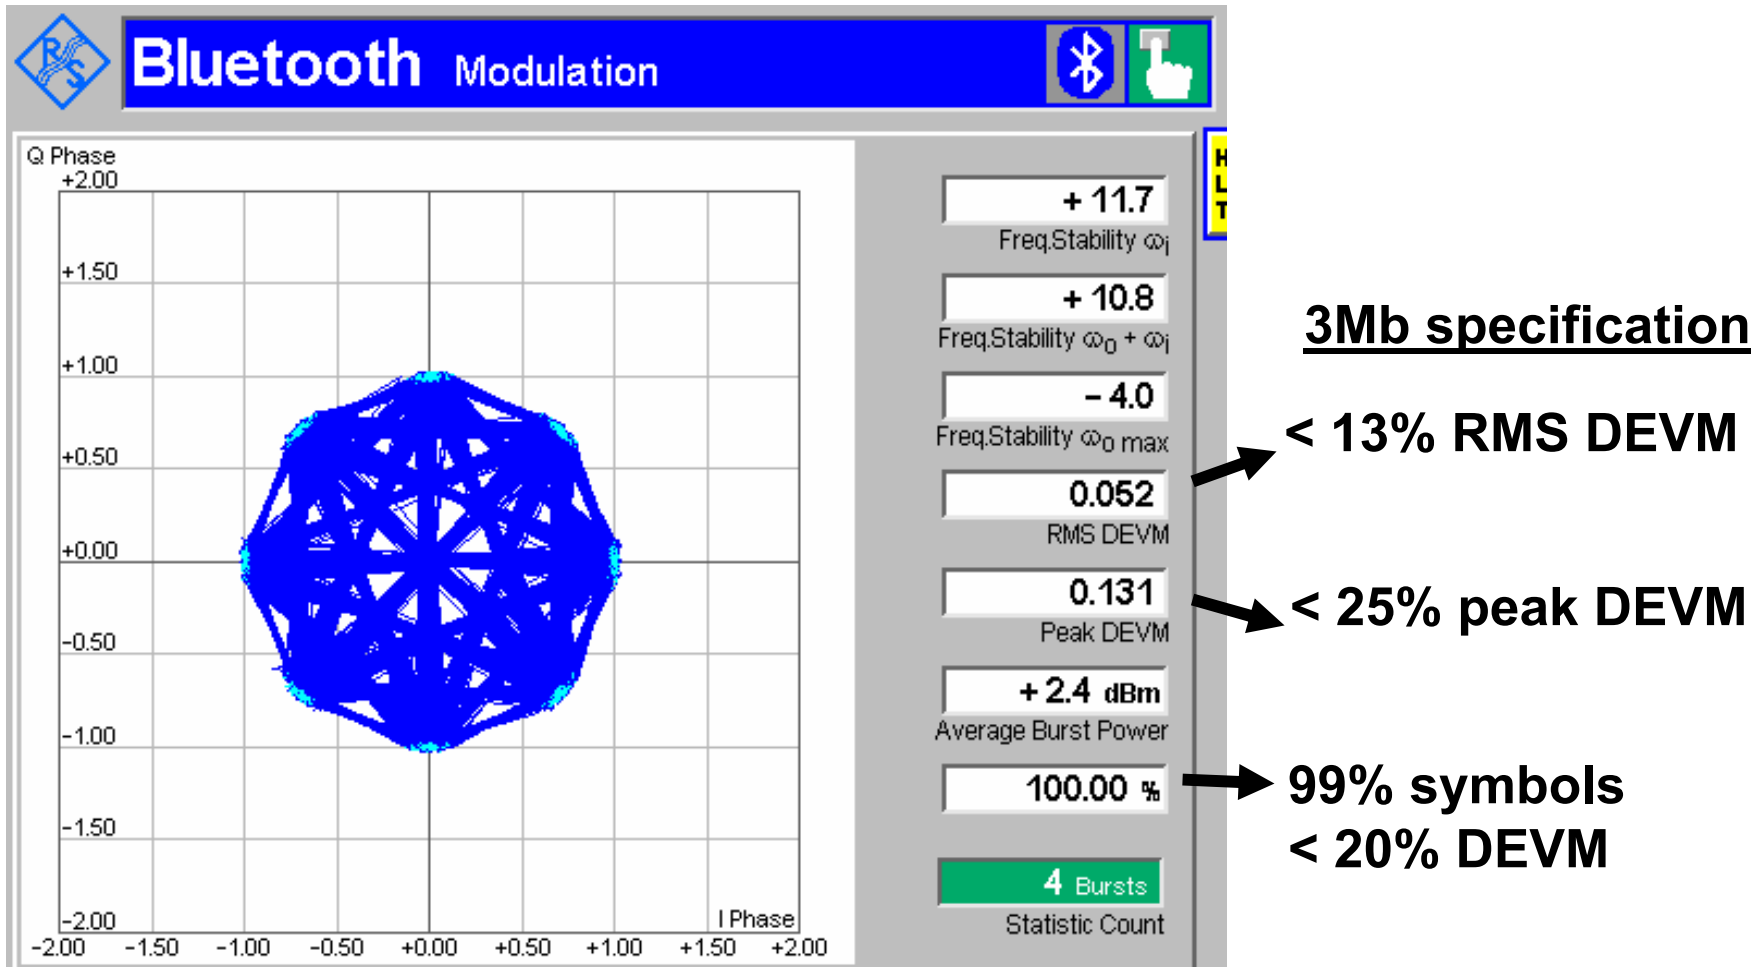 RS
Bluetooth Modulation
H
L
T
Q Phase
+2.00
+1.50
+1.00
+0.50
+0.00
−0.50
−1.00
−1.50
−2.00
I Phase
−2.00 −1.50 −1.00 −0.50 +0.00 +0.50 +1.00 +1.50 +2.00
+ 11.7
Freq.Stability ωi
+ 10.8
Freq.Stability ω0 + ωi
− 4.0
Freq.Stability ω0 max
0.052
RMS DEVM
0.131
Peak DEVM
+ 2.4 dBm
Average Burst Power
100.00 %
4 Bursts
Statistic Count
3Mb specification
< 13% RMS DEVM
< 25% peak DEVM
99% symbols
< 20% DEVM